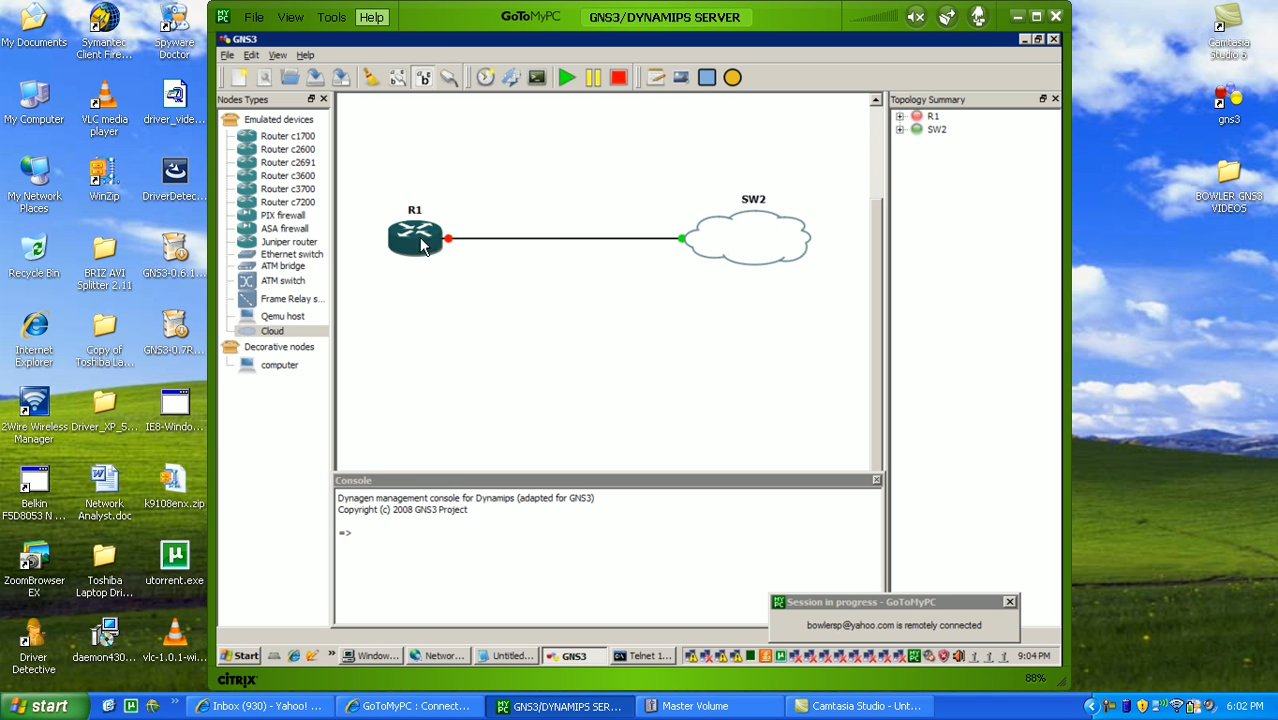 My Documents
Symantec
Client Fire...
Spyware
Doctor
My Computer
VLC media
player
driver_vide...
My Network
Places
WinZip
DriverDetec...
Recycle Bin
BRIZ AVI
Splitter 2.11
GNS3-0.6.1...
Internet
Explorer
Copy of
Toshiba La...
GNS3-0.7R...
2Wire Wireless
Manager
Driver_XP_5...
IE8-Windo...
Belkin
F5D8053 N ...
Network
Analyst.doc
k9108enx.zip
ZoomBrowser
EX
Toshiba
Laptop Dri...
utorrent.exe
Driver
Detective
daemon430...
vlc-1.0.1-wi...
MY PC
File
View
Tools
Help
GOTOMYPC
GNS3/DYNAMIPS SERVER
GNS3
File Edit View Help
Nodes Types
Emulated devices
Router c1700
Router c2600
Router c2691
Router c3600
Router c3700
Router c7200
PIX firewall
ASA firewall
Juniper router
Ethernet switch
ATM bridge
ATM switch
Frame Relay s...
Qemu host
Cloud
Decorative nodes
computer
R1
SW2
Topology Summary
R1
SW2
Console
Dynagen management console for Dynamips (adapted for GNS3)
Copyright (c) 2008 GNS3 Project
=>
Session in progress - GoToMyPC
bowlersp@yahoo.com is remotely connected
Start
Window...
Networ...
Untitled...
GNS3
Telnet 1...
9:04 PM
CITRIX
88%
Camtasia
Studio 6
gns3
BOWLER GNS3
VIDEOS
start
Inbox (930) - Yahoo! ...
GoToMyPC : Connect...
GNS3/DYNAMIPS SER...
Master Volume
Camtasia Studio - Unt...
6:02 PM